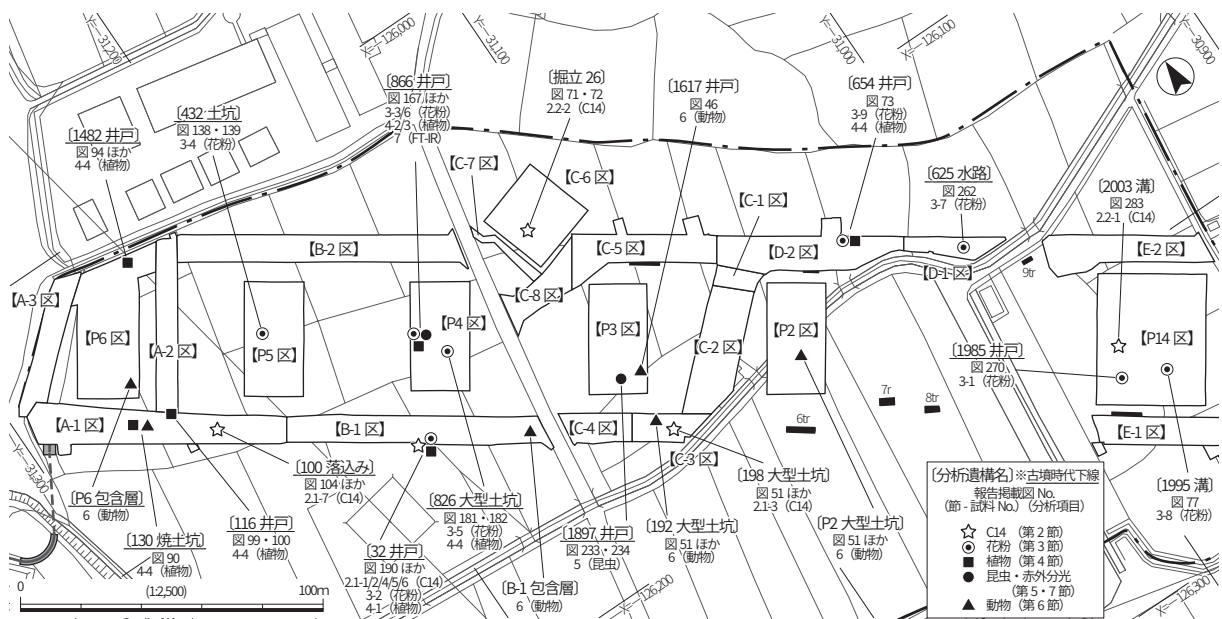 Y=-31,200
X=-126,000
Y=-31,100
Y=-31,000
X=-126,100
Y=-30,900
〔866 井戸〕
図 167 ほか
3-3/6（花粉）
4-2/3（植物）
7（FT-IR）
〔掘立 26〕
図 71・72
2.2-2（C14）
〔1617 井戸〕
図 46
6（動物）
〔654 井戸〕
図 73
3-9（花粉）
4-4（植物）
〔432 土坑〕
図 138・139
3-4（花粉）
〔1482 井戸〕
図 94 ほか
4-4（植物）
〔625 水路〕
図 262
3-7（花粉）
〔2003 溝〕
図 283
2.2-1（C14）
【C-7 区】
【C-6 区】
【C-1 区】
【B-2 区】
【C-5 区】
【D-2 区】
【D-1 区】
【E-2 区】
9tr
【A-3 区】
【C-8 区】
【P6 区】
【A-2 区】
【P5 区】
【P4 区】
【P3 区】
【C-2 区】
【P2 区】
【P14 区】
〔1985 井戸〕
図 270
3-1（花粉）
7r
8tr
6tr
【A-1 区】
【B-1 区】
【C-4 区】
【C-3 区】
【E-1 区】
Y=-31,300
〔P6 包含層〕
6（動物）
〔130 焼土坑〕
図 90
4-4（植物）
〔116 井戸〕
図 99・100
4-4（植物）
〔100 落込み〕
図 104 ほか
2.1-7（C14）
〔32 井戸〕
図 190 ほか
2.1-1/2/4/5/6（C14）
3-2（花粉）
4-1（植物）
〔826 大型土坑〕
図 181・182
3-5（花粉）
4-4（植物）
〔B-1 包含層〕
6（動物）
〔1897 井戸〕
図 233・234
5（昆虫）
〔192 大型土坑〕
図 51 ほか
6（動物）
〔198 大型土坑〕
図 51 ほか
2.1-3（C14）
〔P2 大型土坑〕
図 51 ほか
6（動物）
〔1995 溝〕
図 77
3-8（花粉）
X=-126,200
X=-126,300
〔分析遺構名〕※古墳時代下線
報告掲載図 No.
（節 - 試料 No.）（分析項目）
C14（第 2 節）
花粉（第 3 節）
植物（第 4 節）
昆虫・赤外分光
（第 5・7 節）
動物（第 6 節）
0
(1:2,500)
100m